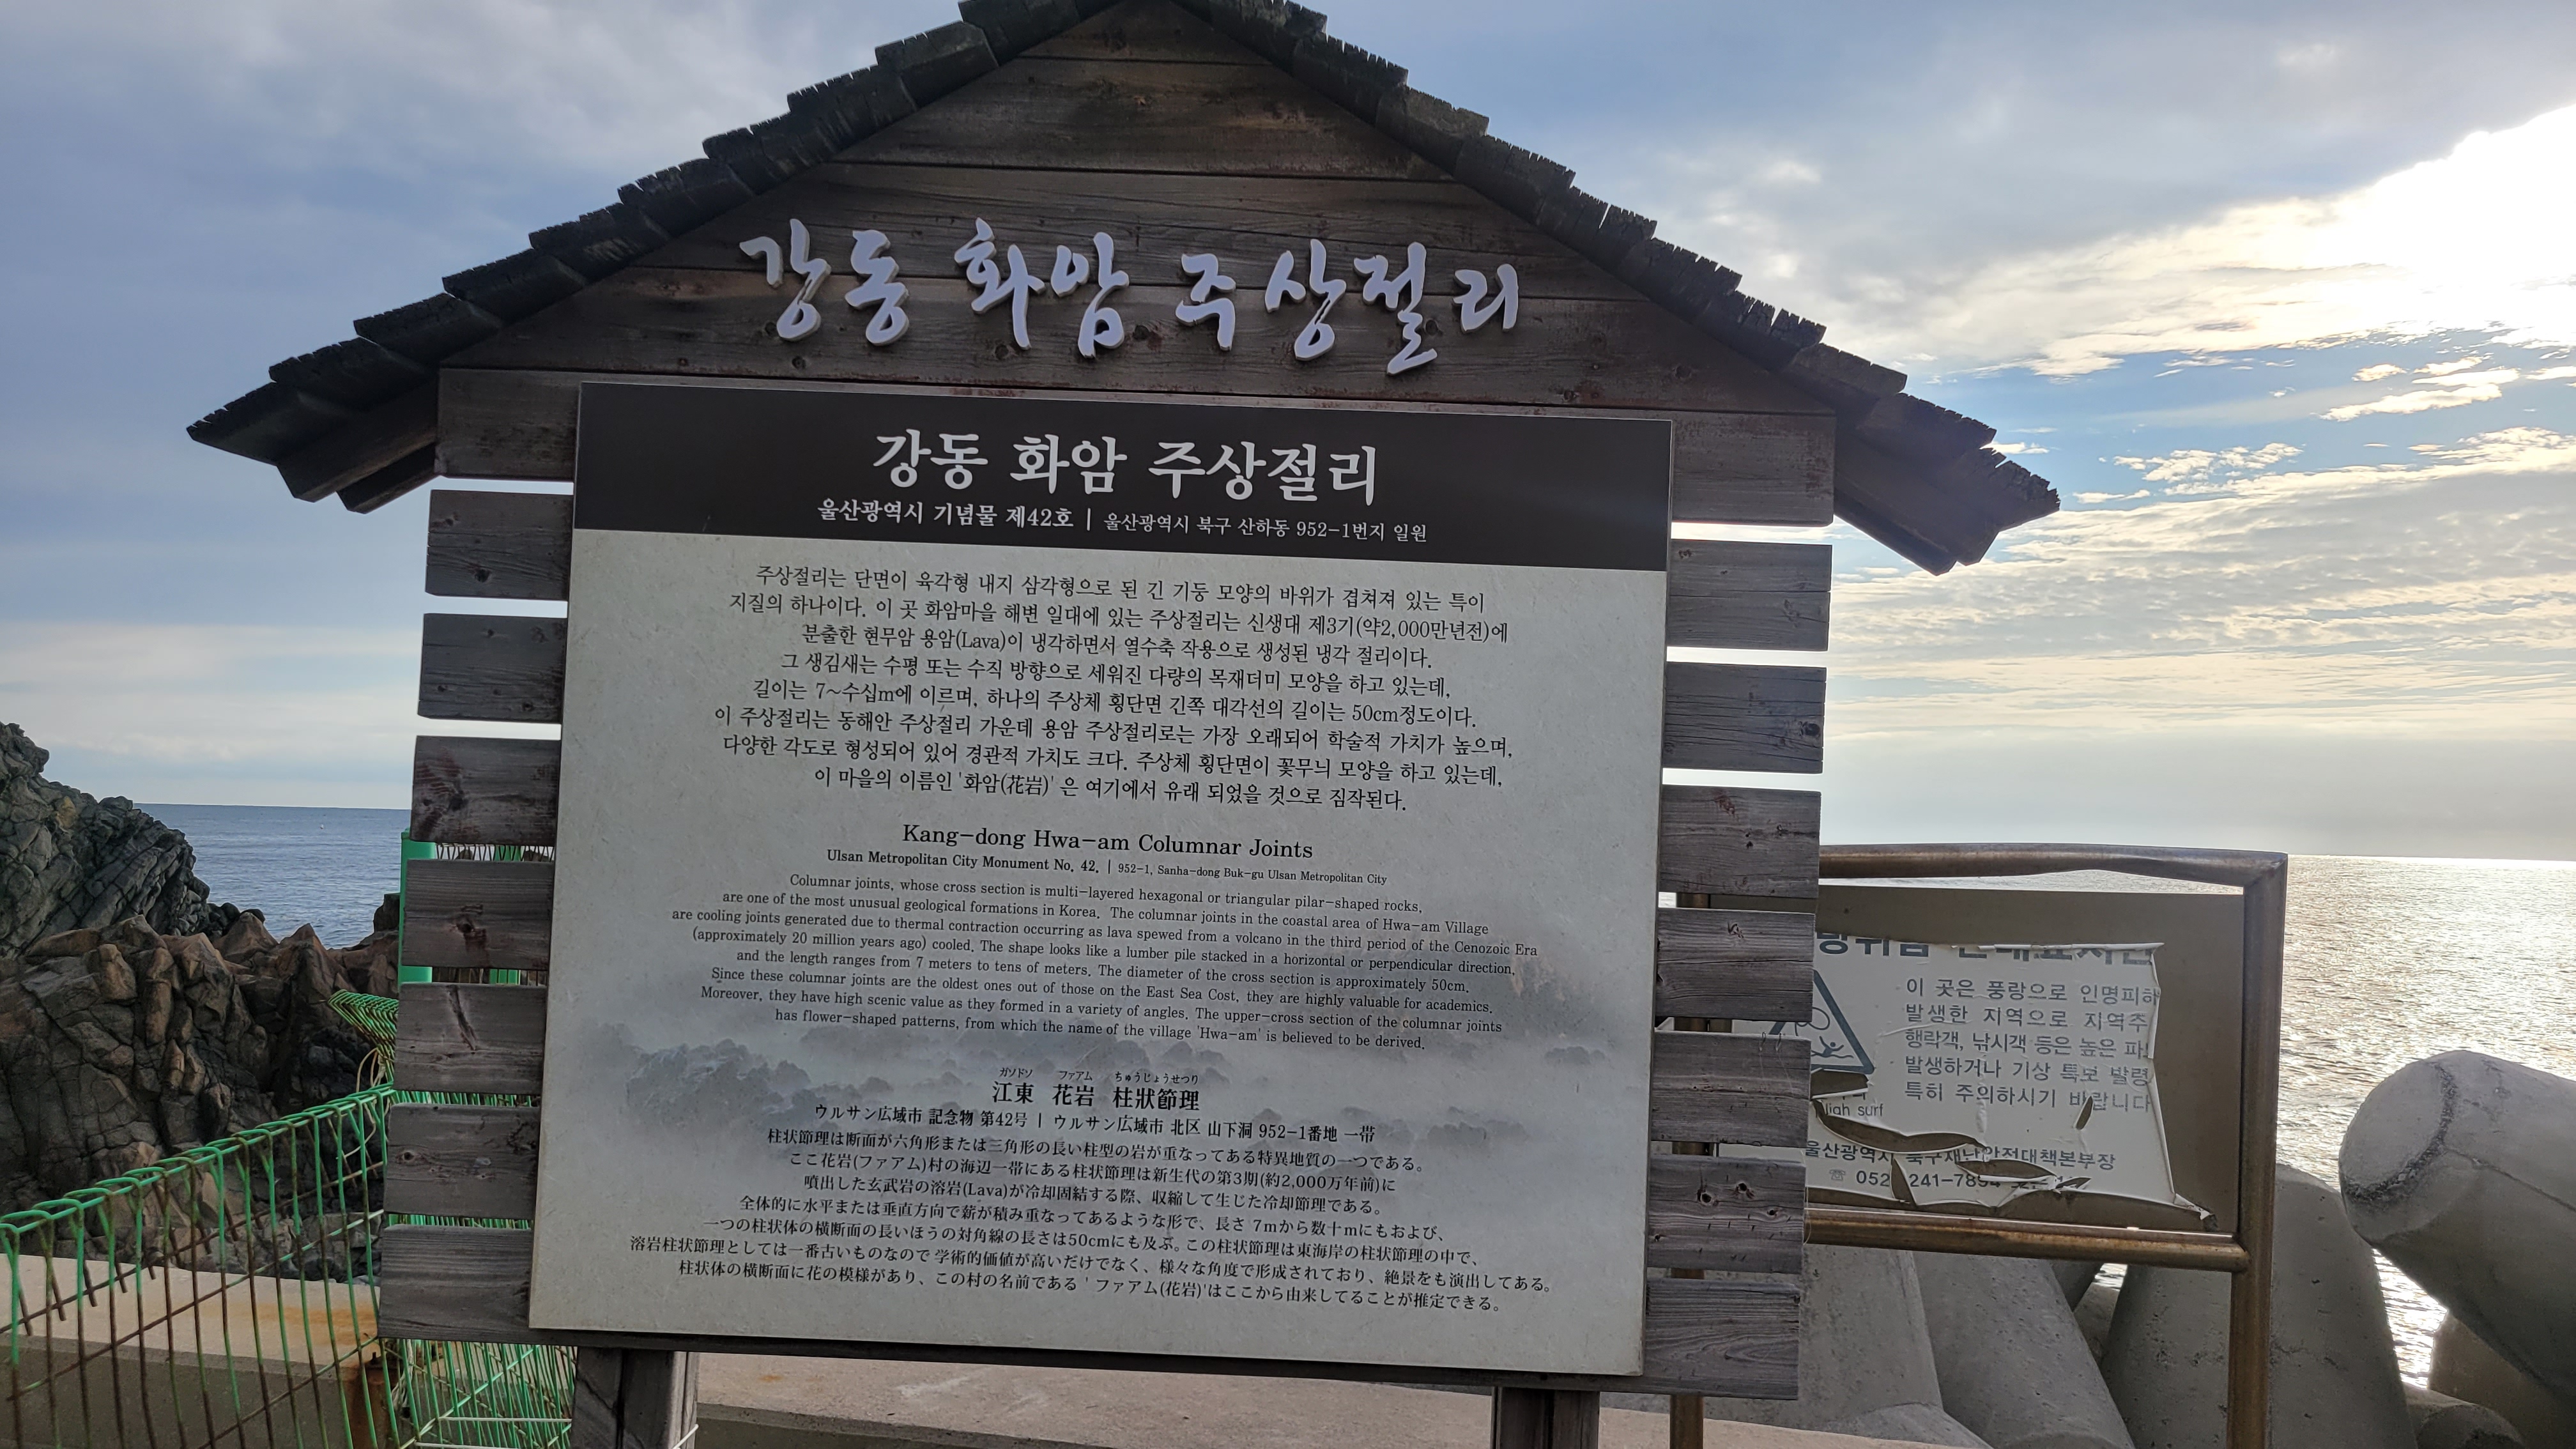 강동 화암 주상절리
강동 화암 주상절리
울산광역시 기념물 제42호 | 울산광역시 북구 산하동 952-1번지 일원
주상절리는 단면이 육각형 내지 삼각형으로 된 긴 기둥 모양의 바위가 겹쳐져 있는 특이
지질의 하나이다. 이 곳 화암마을 해변 일대에 있는 주상절리는 신생대 제3기(약2,000만년전)에
분출한 현무암 용암(Lava)이 냉각하면서 열수축 작용으로 생성된 냉각 절리이다.
그 생김새는 수평 또는 수직 방향으로 세워진 다량의 목재더미 모양을 하고 있는데,
길이는 7~수십m에 이르며, 하나의 주상체 횡단면 긴쪽 대각선의 길이는 50cm정도이다.
이 주상절리는 동해안 주상절리 가운데 용암 주상절리로는 가장 오래되어 학술적 가치가 높으며,
다양한 각도로 형성되어 있어 경관적 가치도 크다. 주상체 횡단면이 꽃무늬 모양을 하고 있는데,
이 마을의 이름인 '화암(花岩)' 은 여기에서 유래 되었을 것으로 짐작된다.
Kang-dong Hwa-am Columnar Joints
Ulsan Metropolitan City Monument No. 42. | 952-1, Sanha-dong Buk-gu Ulsan Metropolitan City
Columnar joints, whose cross section is multi-layered hexagonal or triangular pillar-shaped rocks,
are one of the most unusual geological formations in Korea. The columnar joints in the coastal area of Hwa-am Village
are cooling joints generated due to thermal contraction occurring as lava spewed from a volcano in the third period of the Cenozoic Era
(approximately 20 million years ago) cooled. The shape looks like a lumber pile stacked in a horizontal or perpendicular direction,
and the length ranges from 7 meters to tens of meters. The diameter of the cross section is approximately 50cm.
Since these columnar joints are the oldest ones out of those on the East Sea Cost, they are highly valuable for academics.
Moreover, they have high scenic value as they formed in a variety of angles. The upper-cross section of the columnar joints
has flower-shaped patterns, from which the name of the village 'Hwa-am' is believed to be derived.
ガソドソ ファアム ちゅうじょうせつり
江東 花岩 柱狀節理
ウルサン広域市 記念物 第42号 | ウルサン広域市 北区 山下洞 952-1番地 一帯
柱状節理は断面が六角形または三角形の長い柱型の岩が重なってある特異地質の一つである。
ここ花岩(ファアム)村の海辺一帯にある柱状節理は新生代の第3期(約2,000万年前)に
噴出した玄武岩の溶岩(Lava)が冷却固結する際、収縮して生じた冷却節理である。
全体的に水平または垂直方向で薪が積み重なってあるような形で、長さ 7mから数十mにもおよび、
一つの柱状体の横断面の長いほうの対角線の長さは50cmにも及ぶ。この柱状節理は東海岸の柱状節理の中で、
溶岩柱状節理としては一番古いものなので 学術的価値が高いだけでなく、様々な角度で形成されており、絶景をも演出してある。
柱状体の横断面に花の模様があり、この村の名前である ' ファアム(花岩)'はここから由来してることが推定できる。
이 곳은 풍랑으로 인명피해
발생한 지역으로 지역주
행락객, 낚시객 등은 높은 파
발생하거나 기상 특보 발령
특히 주의하시기 바랍니다
high surf
울산광역시 북구재난안전대책본부장
☏ 052 241-